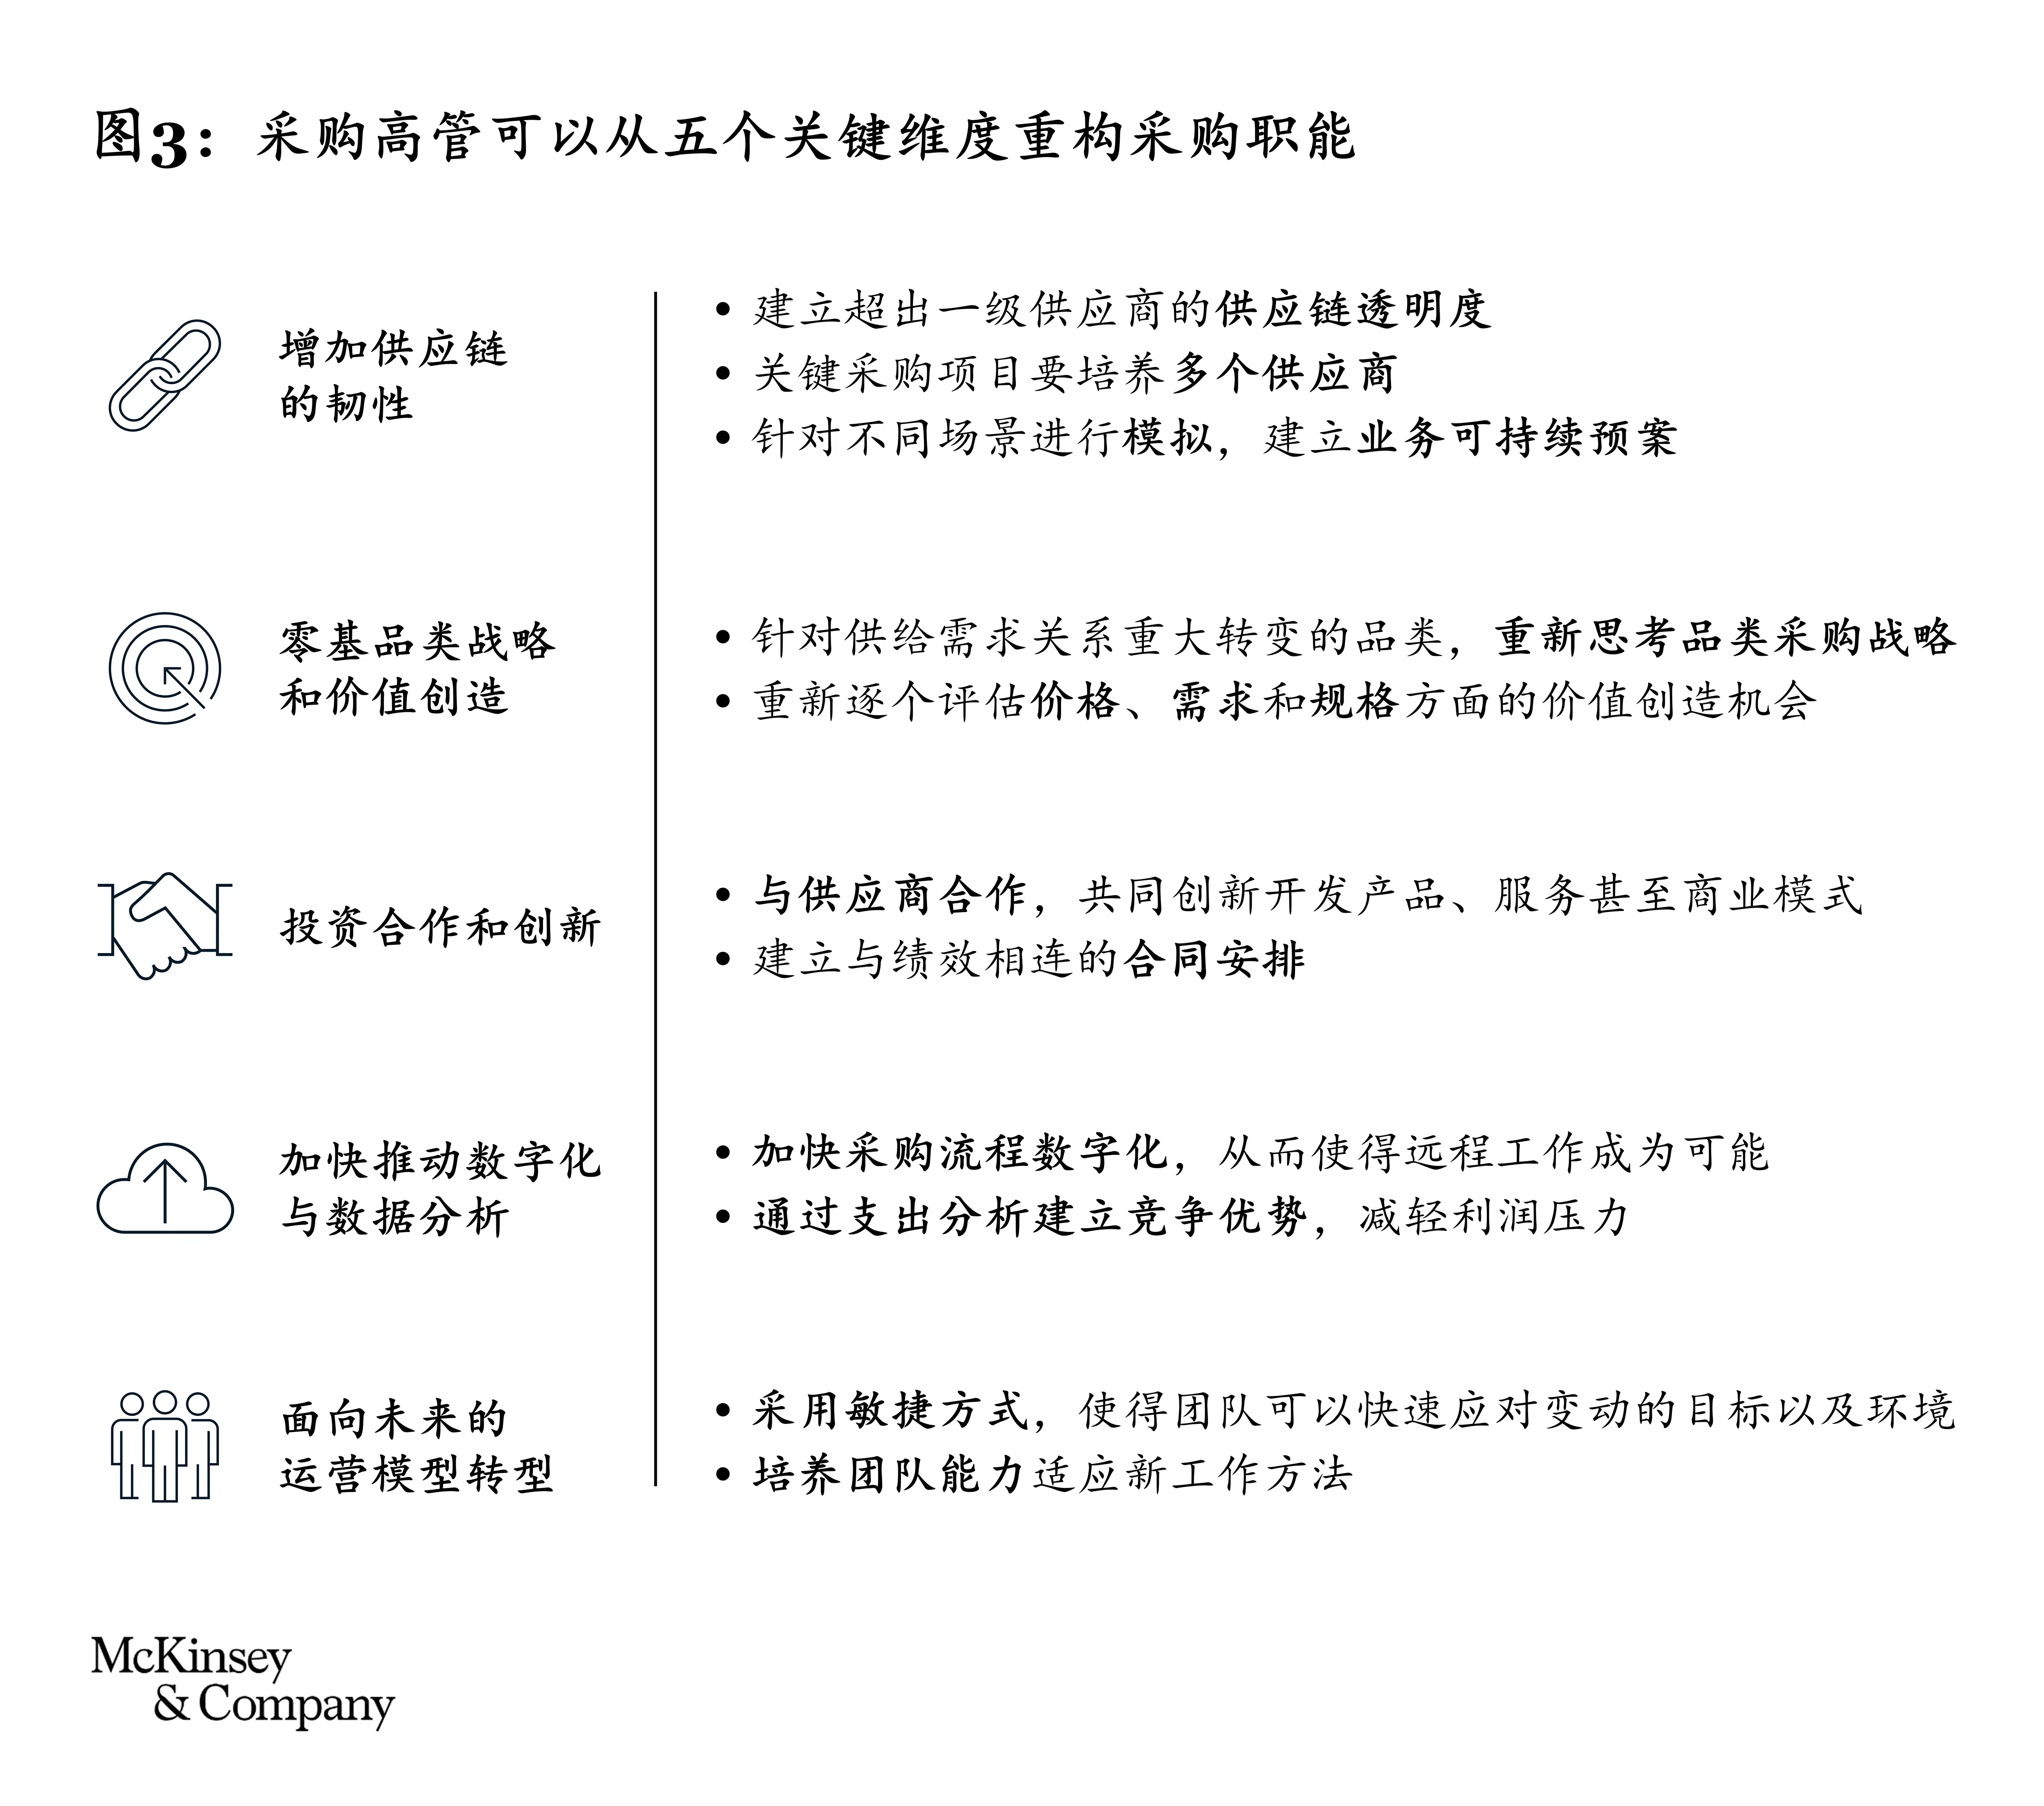 图3：采购高管可以从五个关键维度重构采购职能
增加供应链
的韧性
• 建立超出一级供应商的供应链透明度
• 关键采购项目要培养多个供应商
• 针对不同场景进行模拟，建立业务可持续预案
零基品类战略
和价值创造
• 针对供给需求关系重大转变的品类，重新思考品类采购战略
• 重新逐个评估价格、需求和规格方面的价值创造机会
投资合作和创新
• 与供应商合作，共同创新开发产品、服务甚至商业模式
• 建立与绩效相连的合同安排
加快推动数字化
与数据分析
• 加快采购流程数字化，从而使得远程工作成为可能
• 通过支出分析建立竞争优势，减轻利润压力
面向未来的
运营模型转型
• 采用敏捷方式，使得团队可以快速应对变动的目标以及环境
• 培养团队能力适应新工作方法
McKinsey
& Company